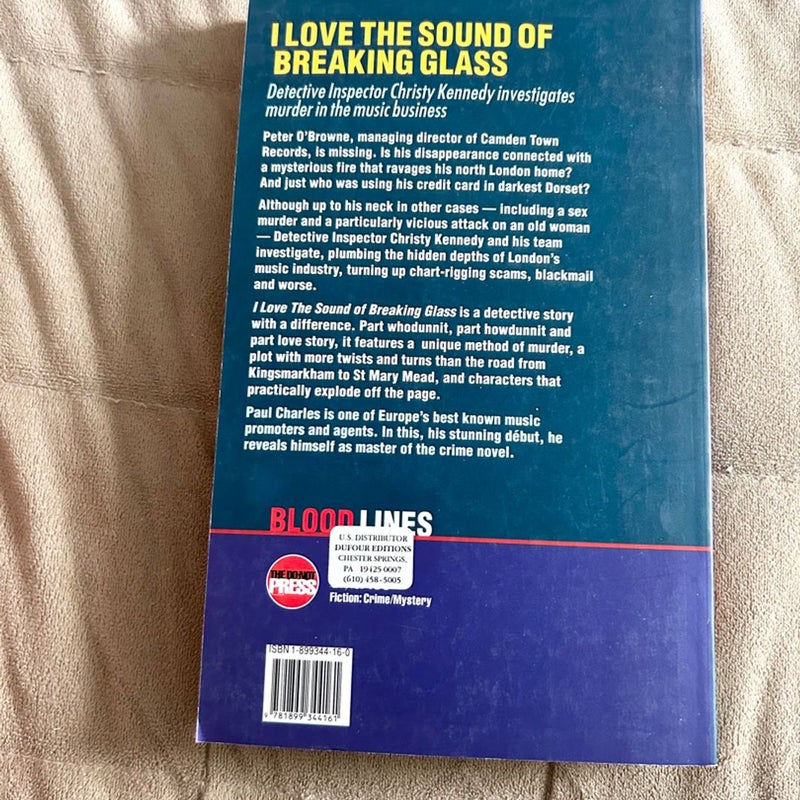 I LOVE THE SOUND OF
BREAKING GLASS
Detective Inspector Christy Kennedy investigates
murder in the music business
Peter O'Browne, managing director of Camden Town
Records, is missing. Is his disappearance connected with
a mysterious fire that ravages his north London home?
And just who was using his credit card in darkest Dorset?
Although up to his neck in other cases — including a sex
murder and a particularly vicious attack on an old woman
— Detective Inspector Christy Kennedy and his team
investigate, plumbing the hidden depths of London's
music industry, turning up chart-rigging scams, blackmail
and worse.
I Love The Sound of Breaking Glass is a detective story
with a difference. Part whodunnit, part howdunnit and
part love story, it features a unique method of murder, a
plot with more twists and turns than the road from
Kingsmarkham to St Mary Mead, and characters that
practically explode off the page.
Paul Charles is one of Europe's best known music
promoters and agents. In this, his stunning début, he
reveals himself as master of the crime novel.
BLOODLINES
U.S. DISTRIBUTOR
DUFOUR EDITIONS
CHESTER SPRINGS,
PA 19425 0007
(610) 458-5005
THE DO-NOT
PRESS
Fiction: Crime/Mystery
ISBN 1-899344-16-0
9 781899 344161